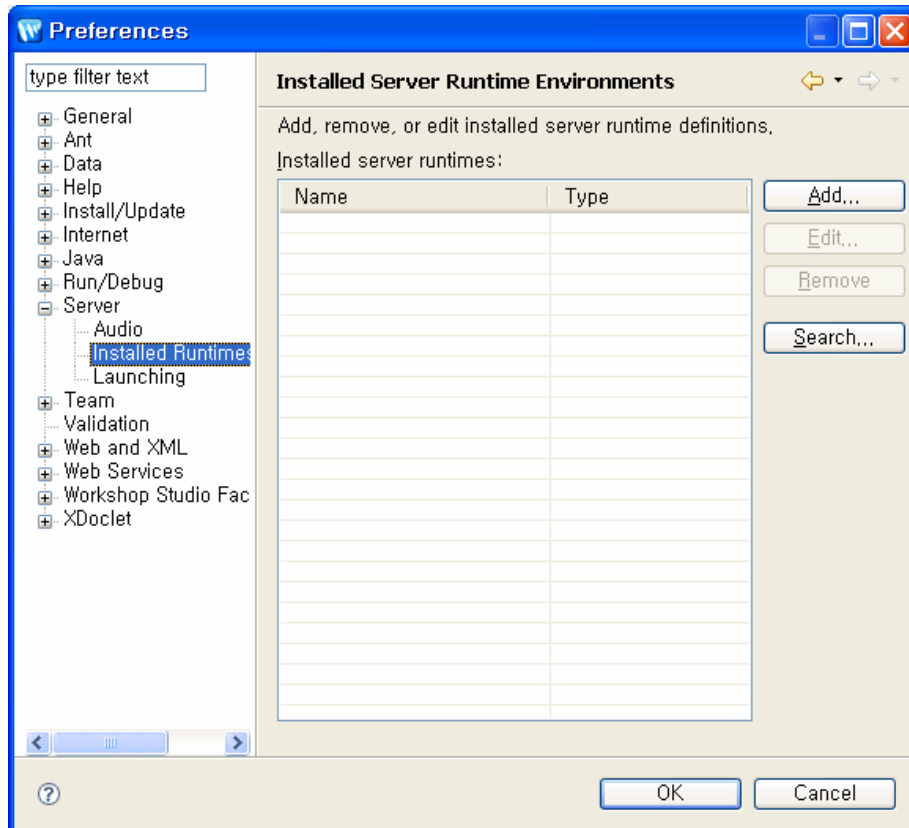 Preferences
type filter text
General
Ant
Data
Help
Install/Update
Internet
Java
Run/Debug
Server
Audio
Installed Runtimes
Launching
Team
Validation
Web and XML
Web Services
Workshop Studio Fac
XDoclet
Installed Server Runtime Environments
Add, remove, or edit installed server runtime definitions,
Installed server runtimes:
Name Type
Add...
Edit...
Remove
Search...
OK Cancel